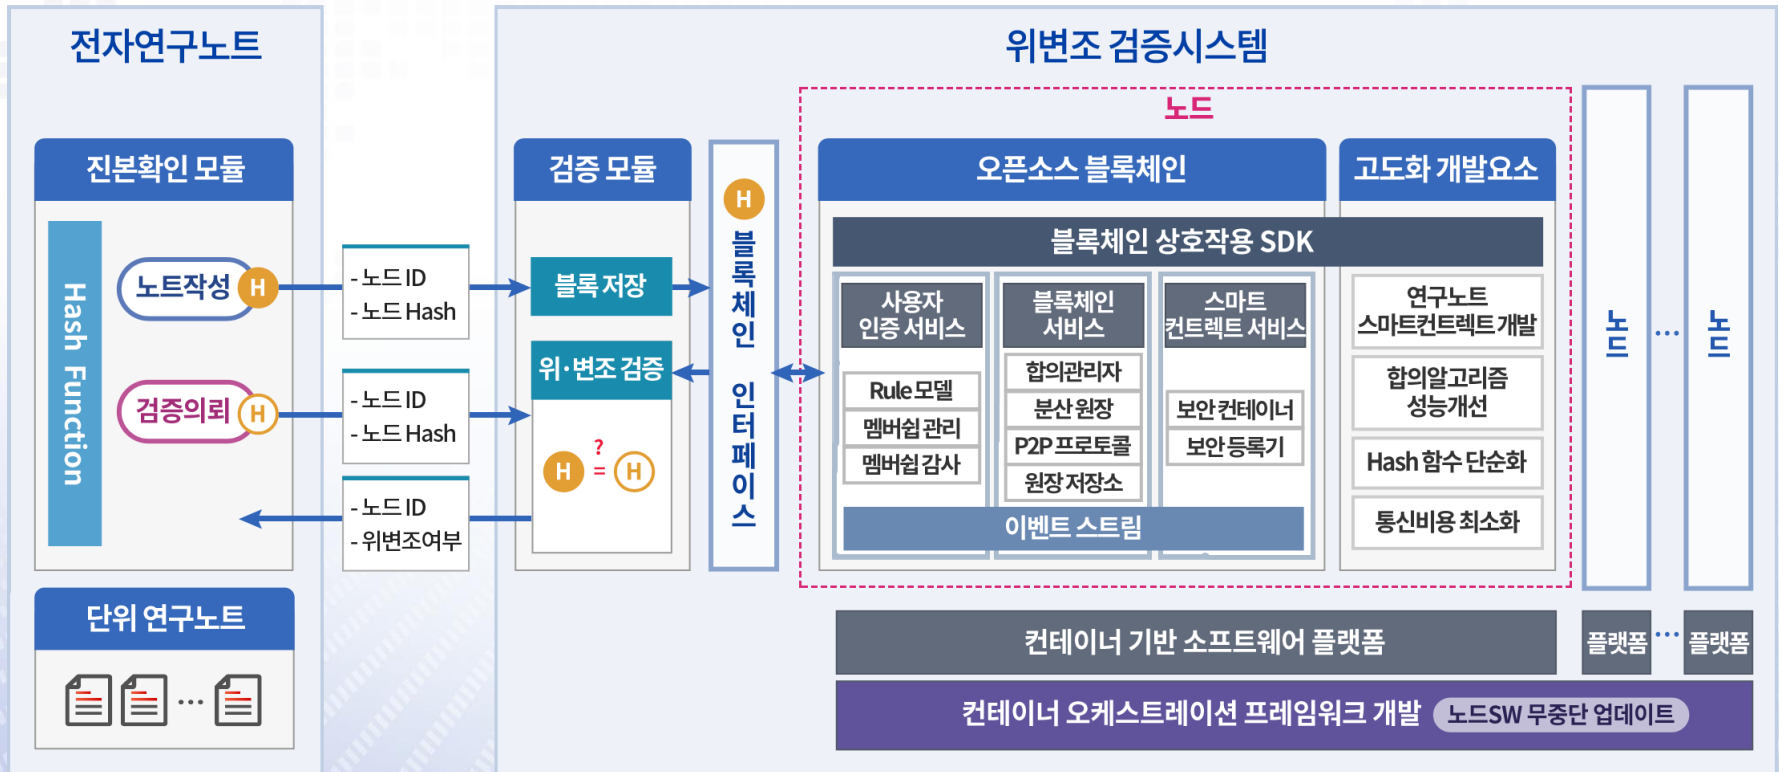 전자연구노트
진본확인 모듈
Hash Function
노트작성 H
검증의뢰 H
단위 연구노트
...
- 노드 ID
- 노드 Hash
- 노드 ID
- 노드 Hash
- 노드 ID
- 위변조여부
위변조 검증시스템
검증 모듈
블록 저장
위·변조 검증
?
H = H
H
블록체인 인터페이스
노드
오픈소스 블록체인
고도화 개발요소
블록체인 상호작용 SDK
사용자
인증 서비스
Rule 모델
멤버쉽 관리
멤버쉽 감사
블록체인
서비스
합의관리자
분산 원장
P2P 프로토콜
원장 저장소
스마트
컨트렉트 서비스
보안 컨테이너
보안 등록기
이벤트 스트림
연구노트
스마트컨트렉트 개발
합의알고리즘
성능개선
Hash 함수 단순화
통신비용 최소화
노드 ... 노드
컨테이너 기반 소프트웨어 플랫폼
플랫폼 ... 플랫폼
컨테이너 오케스트레이션 프레임워크 개발 노드SW 무중단 업데이트